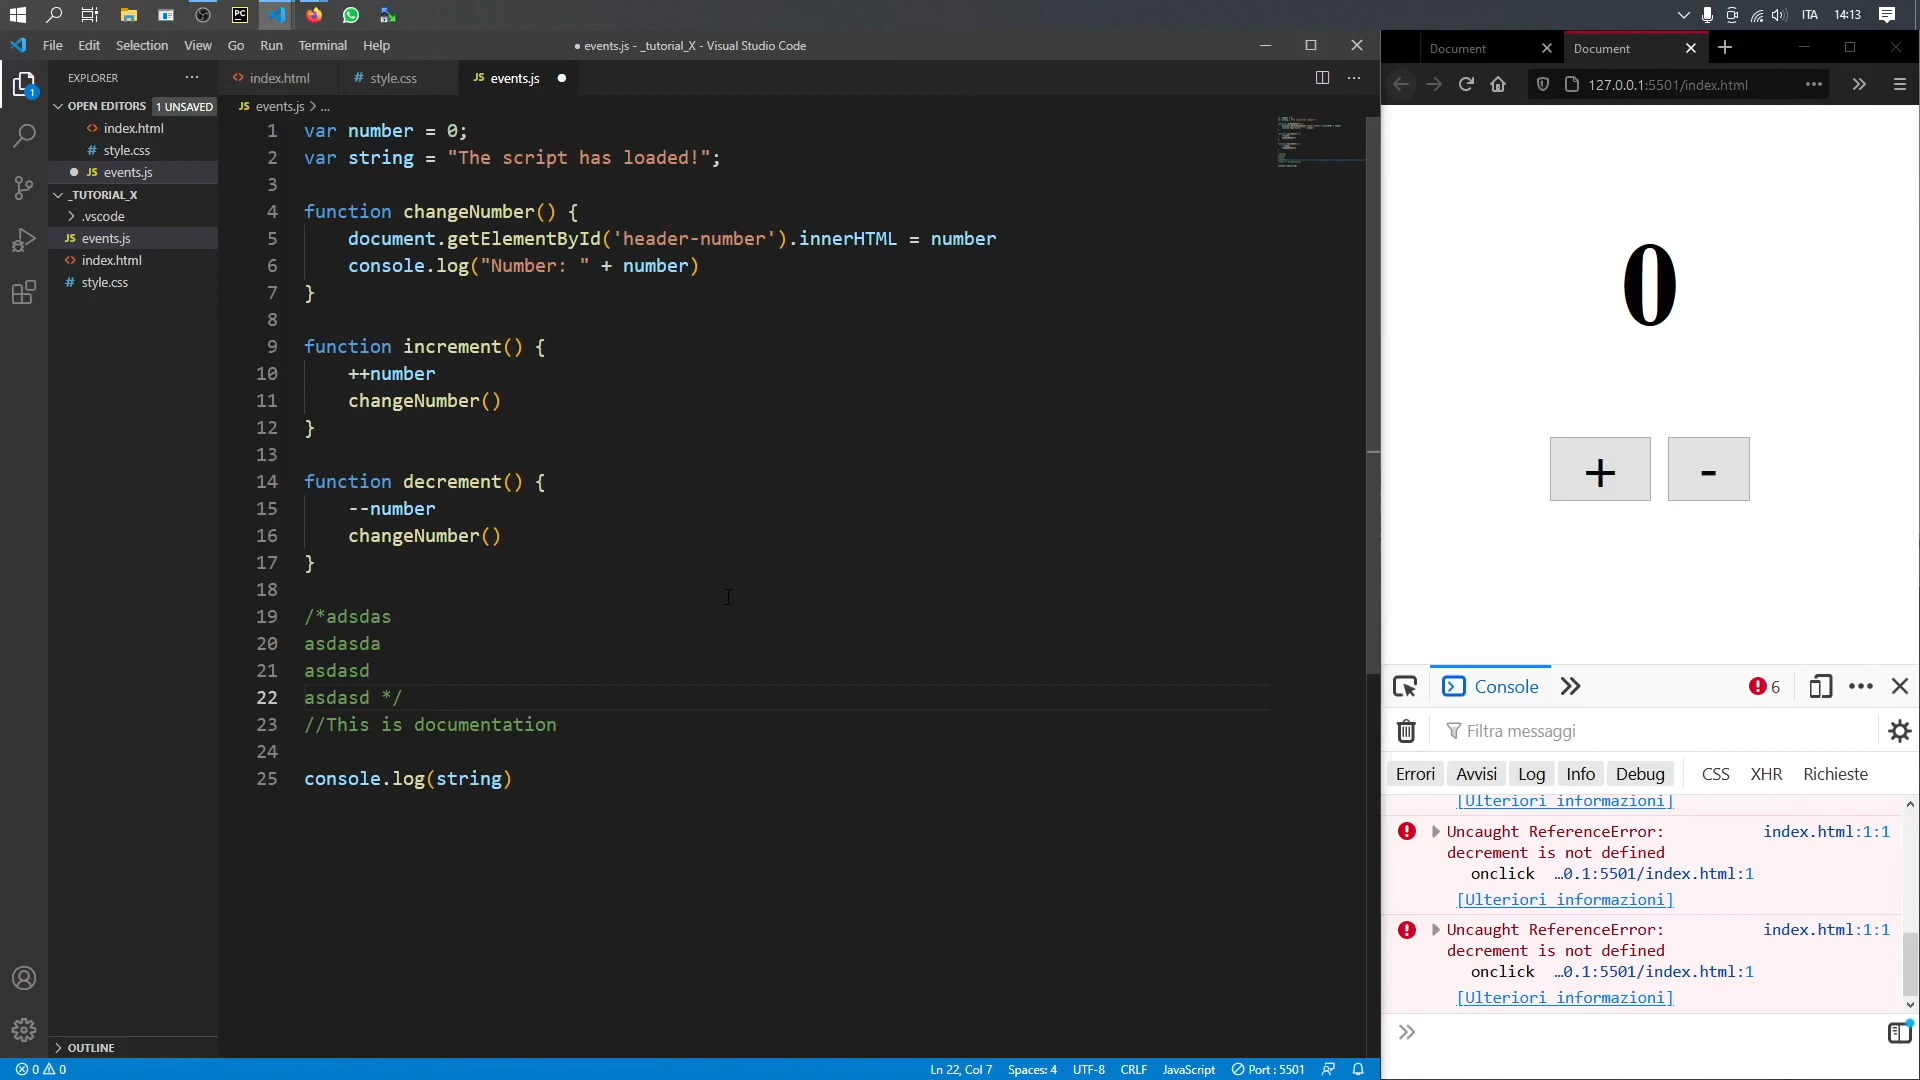 ITA
14:13
File Edit Selection View Go Run Terminal Help
● events.js - _tutorial_X - Visual Studio Code
EXPLORER
OPEN EDITORS 1 UNSAVED
index.html
# style.css
JS events.js
_TUTORIAL_X
.vscode
JS events.js
index.html
# style.css
OUTLINE
index.html # style.css JS events.js
JS events.js > ...
1 var number = 0;
2 var string = "The script has loaded!";
3
4 function changeNumber() {
5 document.getElementById('header-number').innerHTML = number
6 console.log("Number: " + number)
7 }
8
9 function increment() {
10 ++number
11 changeNumber()
12 }
13
14 function decrement() {
15 --number
16 changeNumber()
17 }
18
19 /*adsdas
20 asdasda
21 asdasd
22 asdasd */
23 //This is documentation
24
25 console.log(string)
0 0 Ln 22, Col 7 Spaces: 4 UTF-8 CRLF JavaScript Port : 5501
Document Document
127.0.0.1:5501/index.html
0
+ -
Console 6
Filtra messaggi
Errori Avvisi Log Info Debug CSS XHR Richieste
[Ulteriori informazioni]
Uncaught ReferenceError: index.html:1:1
decrement is not defined
onclick …0.1:5501/index.html:1
[Ulteriori informazioni]
Uncaught ReferenceError: index.html:1:1
decrement is not defined
onclick …0.1:5501/index.html:1
[Ulteriori informazioni]